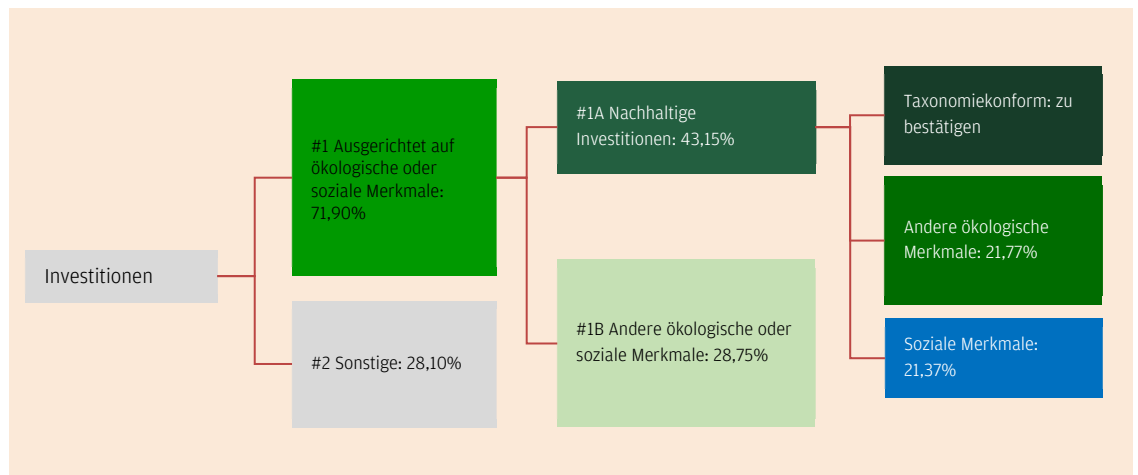 Investitionen
#1 Ausgerichtet auf
ökologische oder
soziale Merkmale:
71,90%
#2 Sonstige: 28,10%
#1A Nachhaltige
Investitionen: 43,15%
#1B Andere ökologische oder
soziale Merkmale: 28,75%
Taxonomiekonform: zu
bestätigen
Andere ökologische
Merkmale: 21,77%
Soziale Merkmale:
21,37%